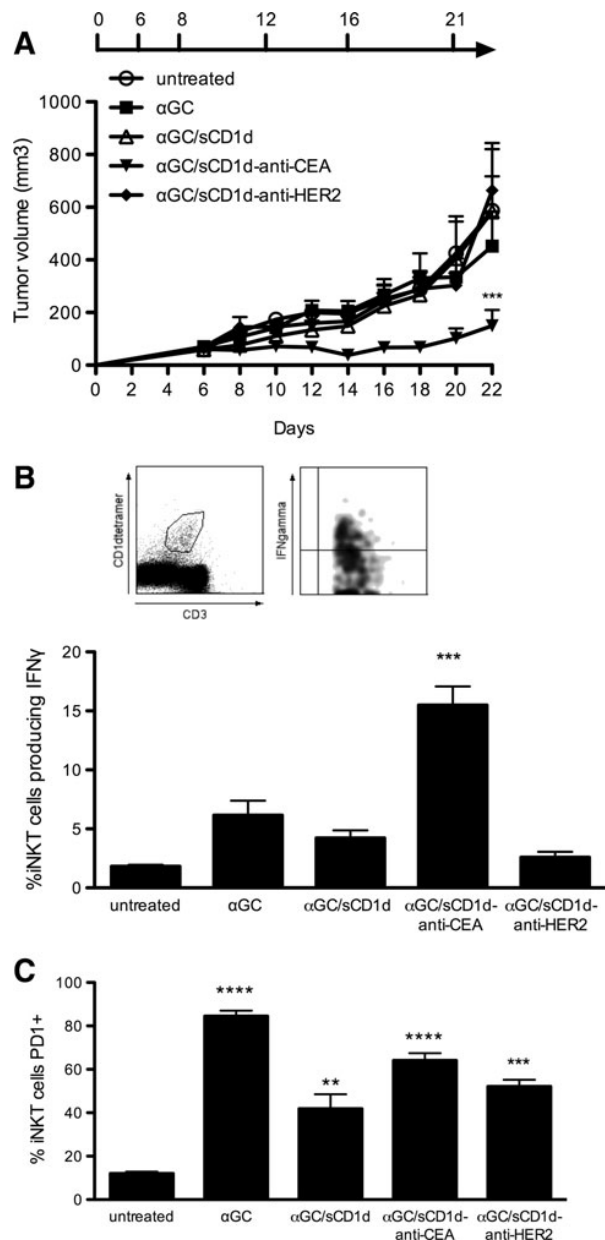 0 6 8 12 16 21
A
untreated
αGC
αGC/sCD1d
αGC/sCD1d-anti-CEA
αGC/sCD1d-anti-HER2
Tumor volume (mm3)
1000
800
600
400
200
0
***
0 2 4 6 8 10 12 14 16 18 20 22
Days
B
CD1dtetramer
CD3
IFNgamma
%iNKT cells producing IFNγ
20
15
10
5
0
***
untreated αGC αGC/sCD1d αGC/sCD1d- αGC/sCD1d-
anti-CEA anti-HER2
C
% iNKT cells PD1+
100
80
60
40
20
0
**** ** **** ***
untreated αGC αGC/sCD1d αGC/sCD1d- αGC/sCD1d-
anti-CEA anti-HER2